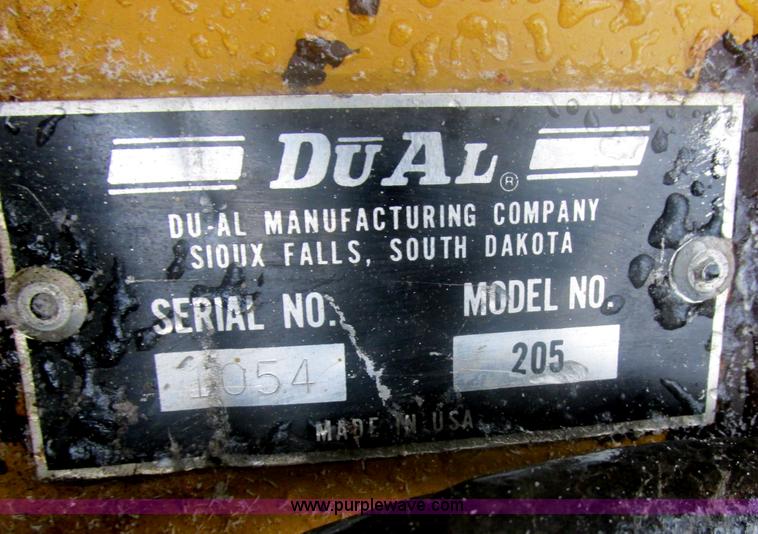 DUAL ®
DU-AL MANUFACTURING COMPANY
SIOUX FALLS, SOUTH DAKOTA
SERIAL NO. MODEL NO.
1054 205
MADE IN USA
www.purplewave.com